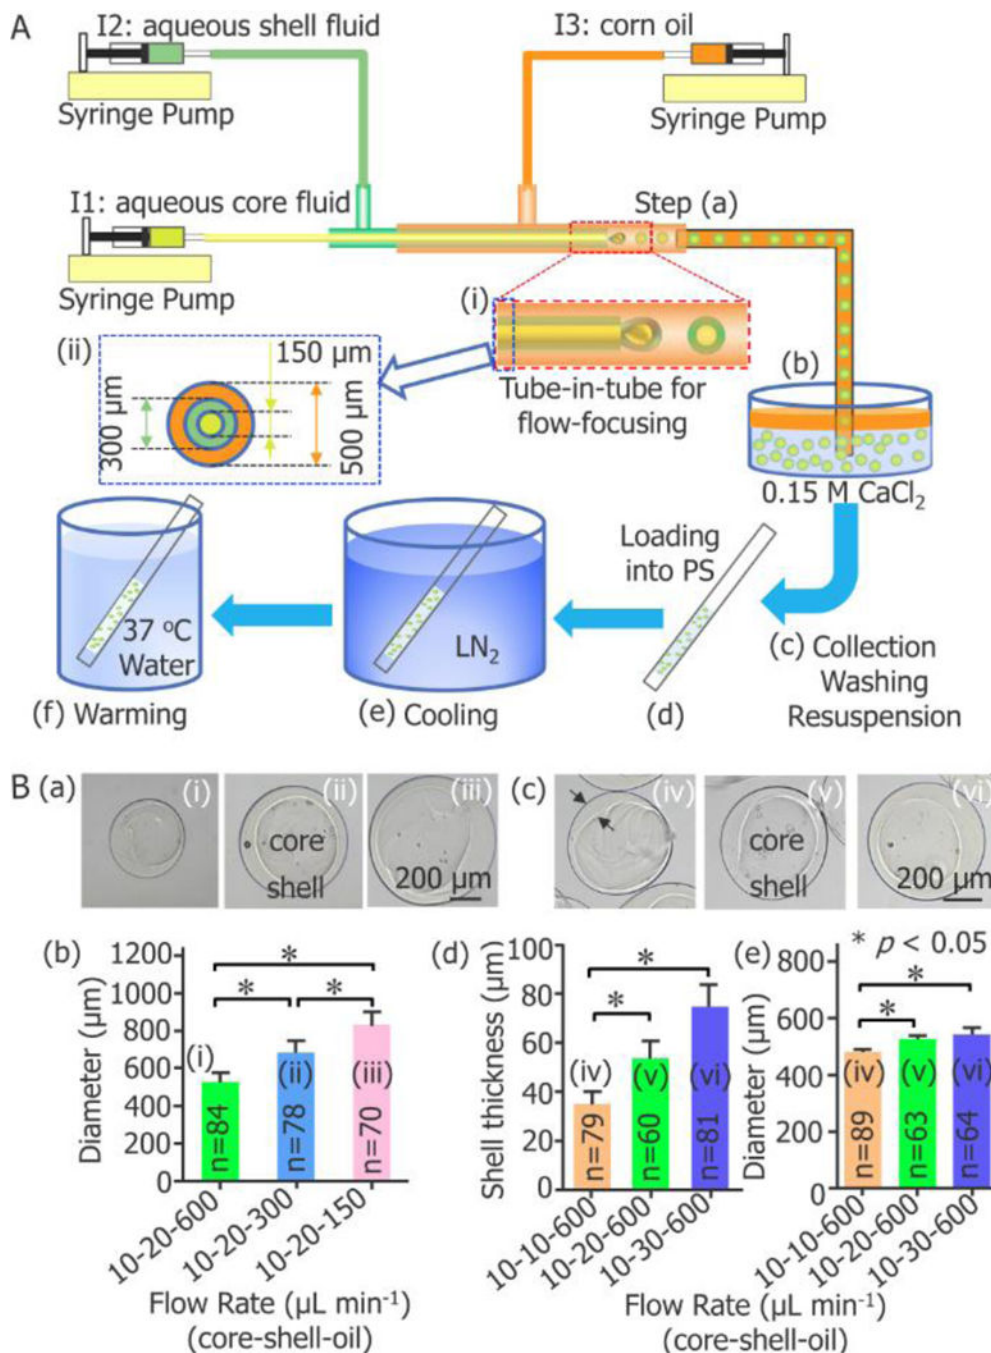 A
I2: aqueous shell fluid
I3: corn oil
Syringe Pump
Syringe Pump
I1: aqueous core fluid
Step (a)
Syringe Pump
(i)
(ii)
150 µm
300 µm
500 µm
Tube-in-tube for
flow-focusing
(b)
0.15 M CaCl₂
Loading
into PS
37 °C
Water
LN₂
(c) Collection
Washing
Resuspension
(f) Warming
(e) Cooling
(d)
B (a)
(i)
(ii)
(iii)
core
shell
200 µm
(c)
(iv)
(v)
(vi)
core
shell
200 µm
(b)
Diameter (µm)
1200
1000
800
600
400
200
0
*
*
*
(i)
(ii)
(iii)
n=84
n=78
n=70
10-20-600
10-20-300
10-20-150
Flow Rate (µL min⁻¹)
(core-shell-oil)
(d)
Shell thickness (µm)
100
80
60
40
20
0
*
*
(iv)
(v)
(vi)
n=79
n=60
n=81
10-10-600
10-20-600
10-30-600
(e)
* p < 0.05
Diameter (µm)
800
600
400
200
0
*
*
(iv)
(v)
(vi)
n=89
n=63
n=64
10-10-600
10-20-600
10-30-600
Flow Rate (µL min⁻¹)
(core-shell-oil)